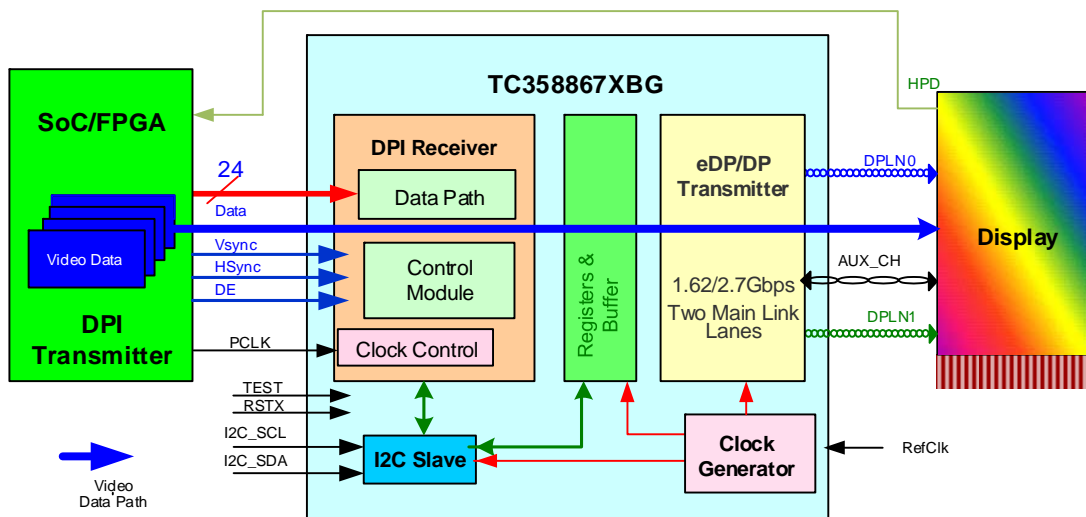 TC358867XBG
HPD
SoC/FPGA
24
Data
Video Data
Vsync
HSync
DE
DPI
Transmitter
PCLK
DPI Receiver
Data Path
Control
Module
Clock Control
Registers &
Buffer
eDP/DP
Transmitter
1.62/2.7Gbps
Two Main Link
Lanes
DPLN0
AUX_CH
DPLN1
Display
TEST
RSTX
I2C_SCL
I2C_SDA
I2C Slave
Clock
Generator
RefClk
Video
Data Path